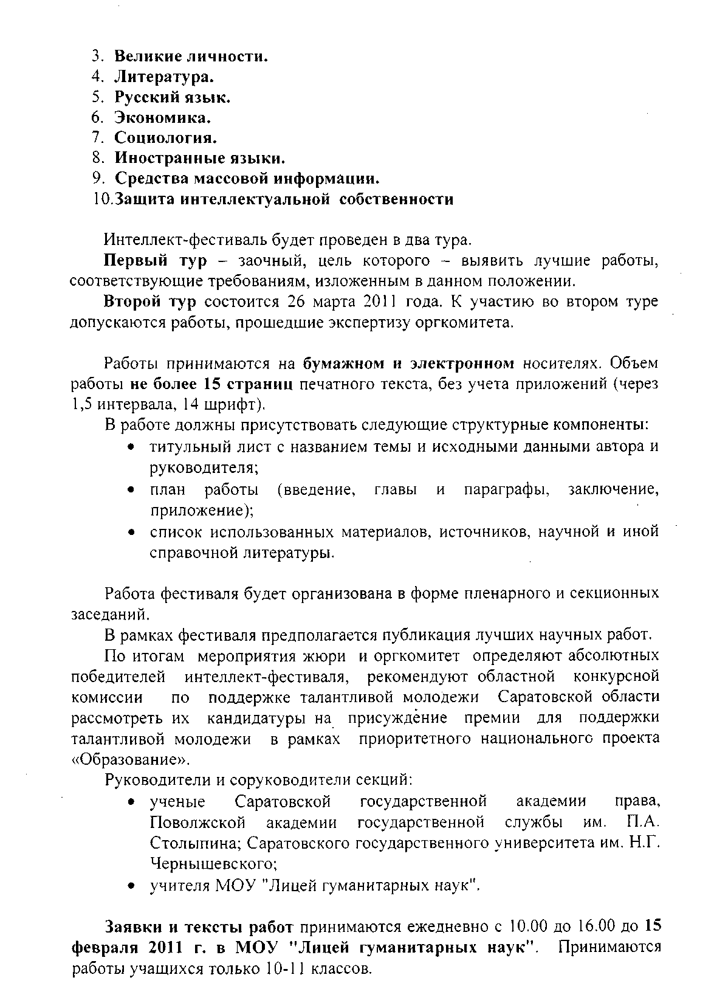 3. Великие личности.
4. Литература.
5. Русский язык.
6. Экономика.
7. Социология.
8. Иностранные языки.
9. Средства массовой информации.
10.Защита интеллектуальной собственности
Интеллект-фестиваль будет проведен в два тура.
Первый тур – заочный, цель которого – выявить лучшие работы,
соответствующие требованиям, изложенным в данном положении.
Второй тур состоится 26 марта 2011 года. К участию во втором туре
допускаются работы, прошедшие экспертизу оргкомитета.
Работы принимаются на бумажном и электронном носителях. Объем
работы не более 15 страниц печатного текста, без учета приложений (через
1,5 интервала, 14 шрифт).
В работе должны присутствовать следующие структурные компоненты:
• титульный лист с названием темы и исходными данными автора и
руководителя;
• план работы (введение, главы и параграфы, заключение,
приложение);
• список использованных материалов, источников, научной и иной
справочной литературы.
Работа фестиваля будет организована в форме пленарного и секционных
заседаний.
В рамках фестиваля предполагается публикация лучших научных работ.
По итогам мероприятия жюри и оргкомитет определяют абсолютных
победителей интеллект-фестиваля, рекомендуют областной конкурсной
комиссии по поддержке талантливой молодежи Саратовской области
рассмотреть их кандидатуры на присуждение премии для поддержки
талантливой молодежи в рамках приоритетного национального проекта
«Образование».
Руководители и соруководители секций:
• ученые Саратовской государственной академии права,
Поволжской академии государственной службы им. П.А.
Столыпина; Саратовского государственного университета им. Н.Г.
Чернышевского;
• учителя МОУ "Лицей гуманитарных наук".
Заявки и тексты работ принимаются ежедневно с 10.00 до 16.00 до 15
февраля 2011 г. в МОУ "Лицей гуманитарных наук". Принимаются
работы учащихся только 10-11 классов.